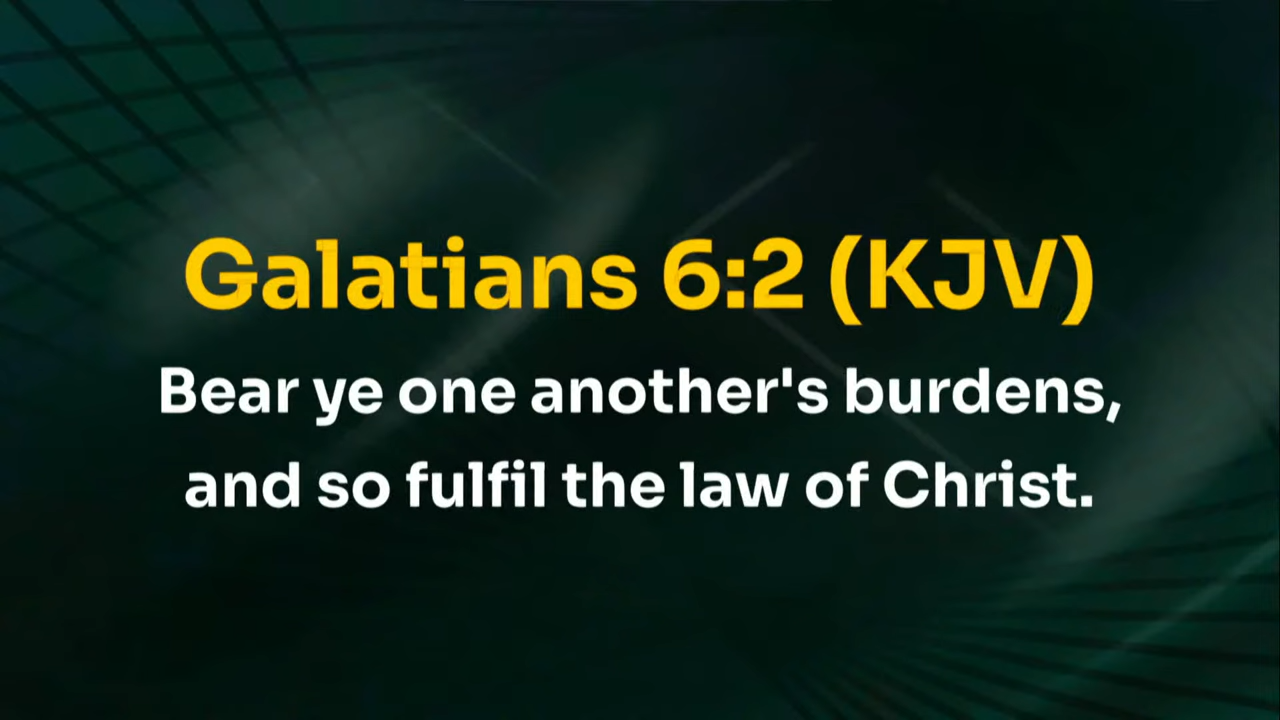 Galatians 6:2 (KJV)
Bear ye one another's burdens,
and so fulfil the law of Christ.